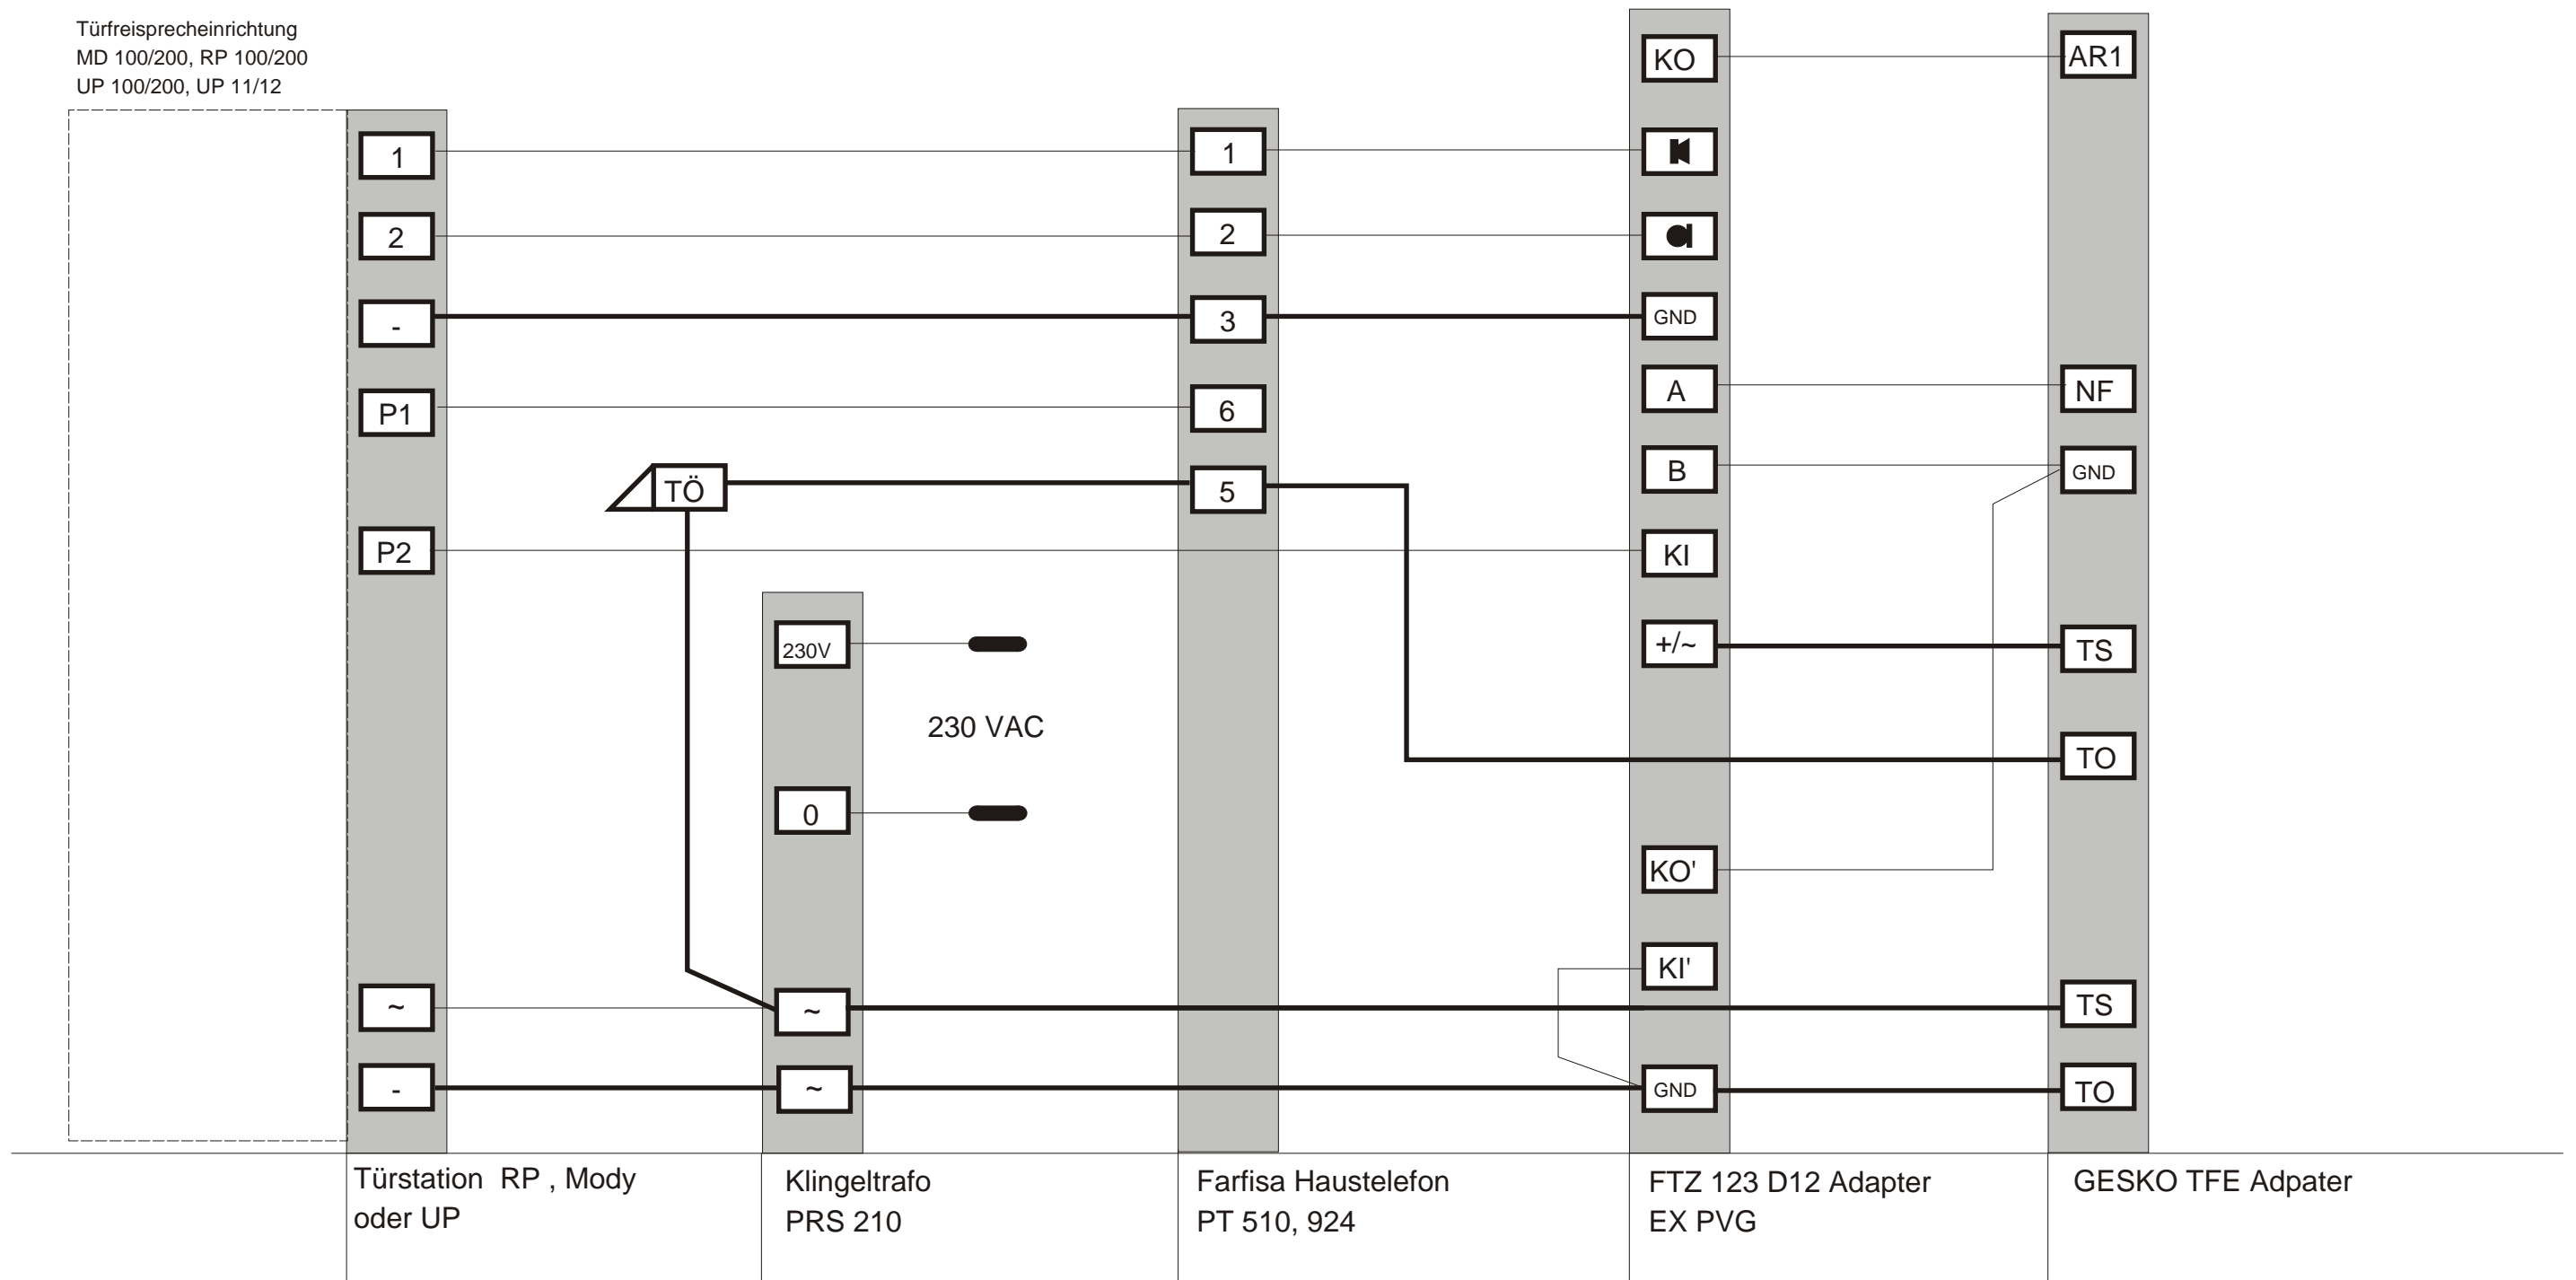 Türfreisprecheinrichtung
MD 100/200, RP 100/200
UP 100/200, UP 11/12
1
2
-
P1
P2
~
-
TÖ
230V
0
~
~
230 VAC
1
2
3
6
5
KO
GND
A
B
KI
+/~
KO'
KI'
GND
AR1
NF
GND
TS
TO
TS
TO
Türstation RP , Mody
oder UP
Klingeltrafo
PRS 210
Farfisa Haustelefon
PT 510, 924
FTZ 123 D12 Adapter
EX PVG
GESKO TFE Adpater